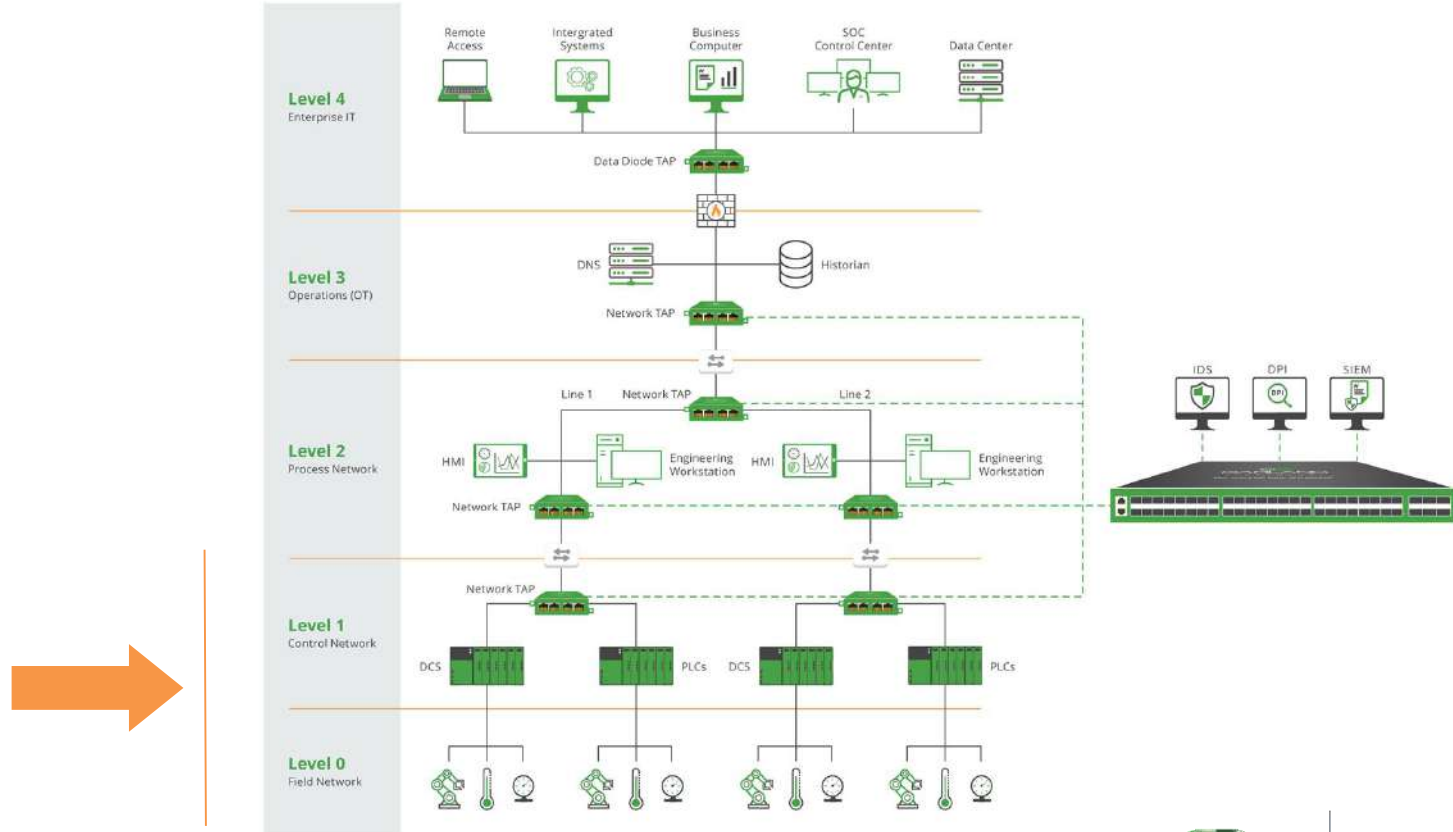 Remote
Access
Intergrated
Systems
Business
Computer
SOC
Control Center
Data Center
Level 4
Enterprise IT
Data Diode TAP
Level 3
Operations (OT)
DNS
Historian
Network TAP
Level 2
Process Network
Line 1
Network TAP
Line 2
HMI
Engineering
Workstation
HMI
Engineering
Workstation
Network TAP
IDS
DPI
SIEM
DPI
Level 1
Control Network
Network TAP
DCS
PLCs
DCS
PLCs
Level 0
Field Network